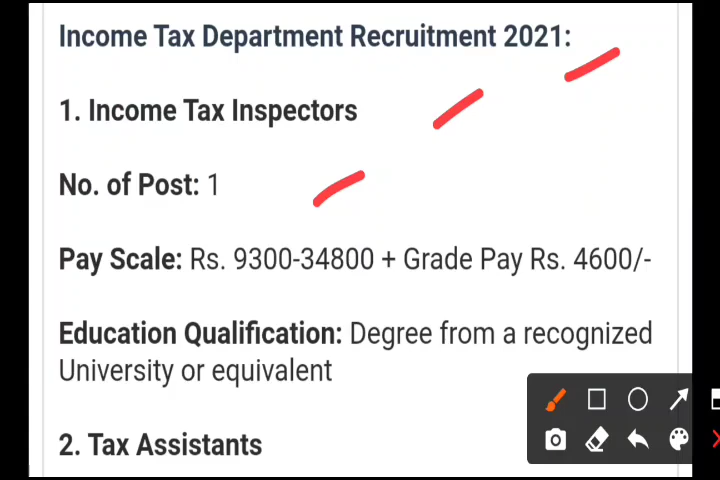 Income Tax Department Recruitment 2021:
1. Income Tax Inspectors
No. of Post: 1
Pay Scale: Rs. 9300-34800 + Grade Pay Rs. 4600/-
Education Qualification: Degree from a recognized
University or equivalent
2. Tax Assistants